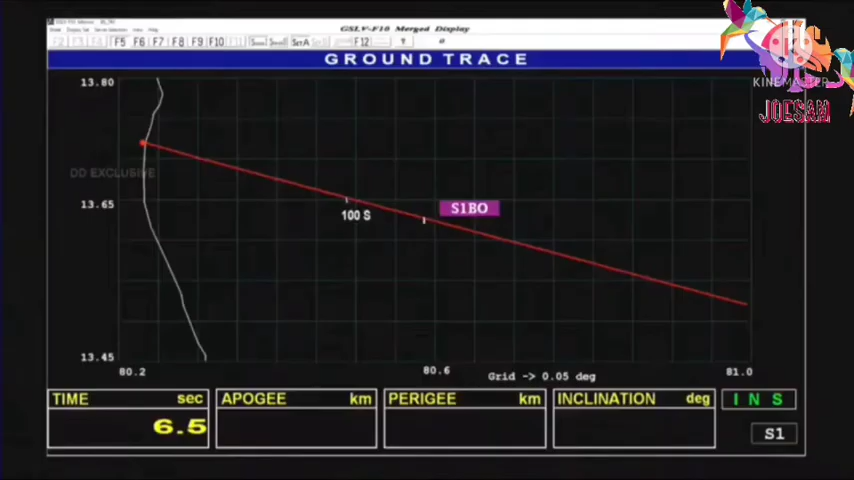 GSLV-F10 Merged Display
F5 F6 F7 F8 F9 F10
SetA
F12
GROUND TRACE
KINEMASTER
JOESAM
13.80
DD EXCLUSIVE
13.65
S1BO
100 S
13.45
80.2
80.6
81.0
Grid -> 0.05 deg
TIME sec
APOGEE km
PERIGEE km
INCLINATION deg
I N S
6.5
S1